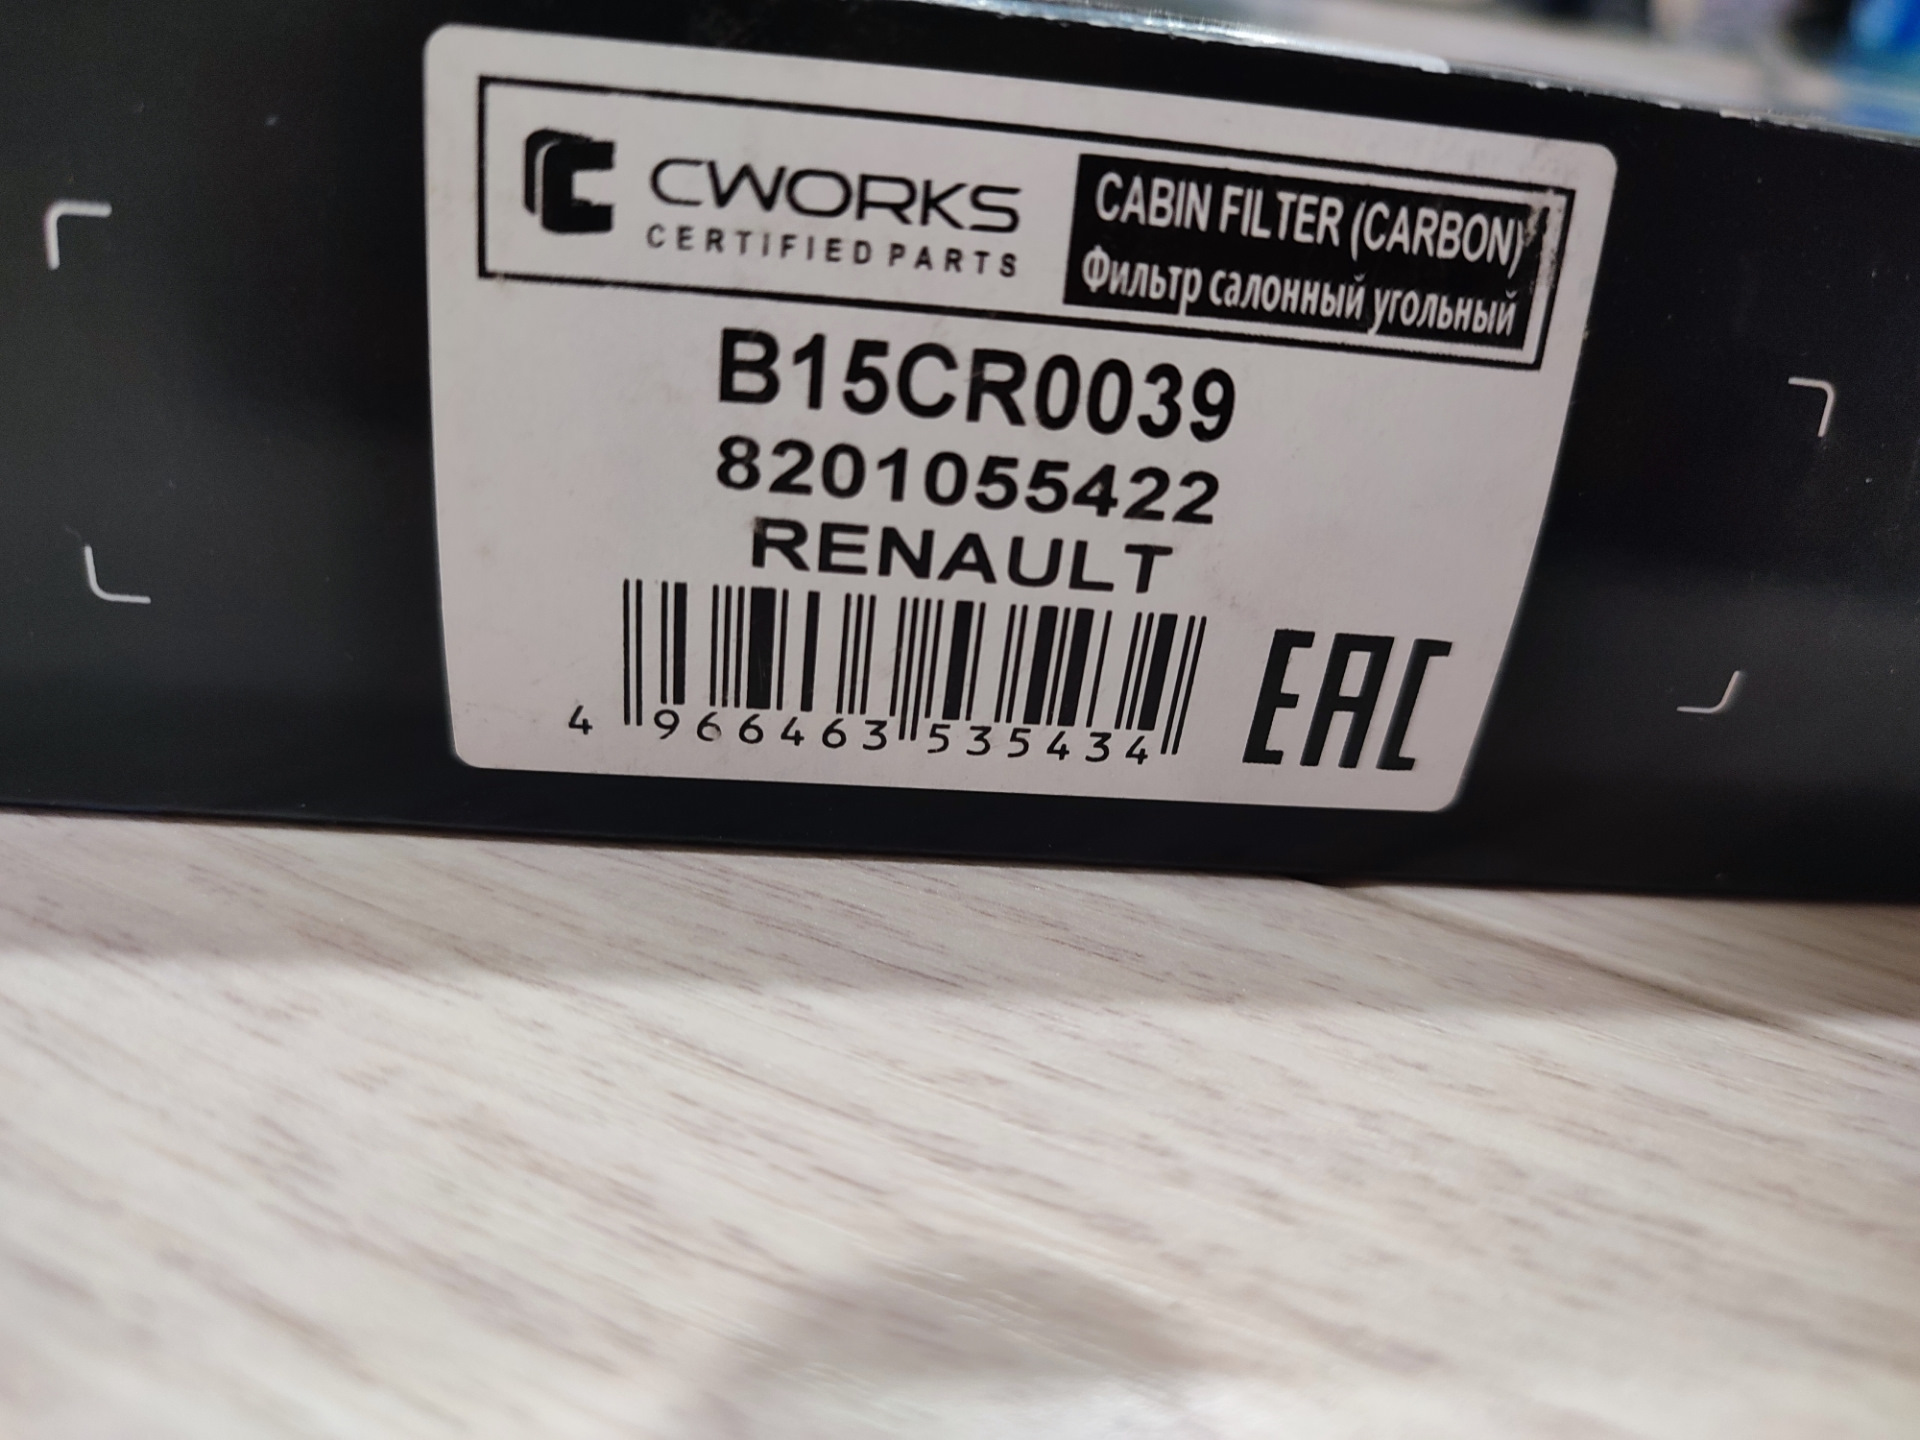 CWORKS
CERTIFIED PARTS
CABIN FILTER (CARBON)
Фильтр салонный угольный
B15CR0039
8201055422
RENAULT
4 966463 535434
EAC